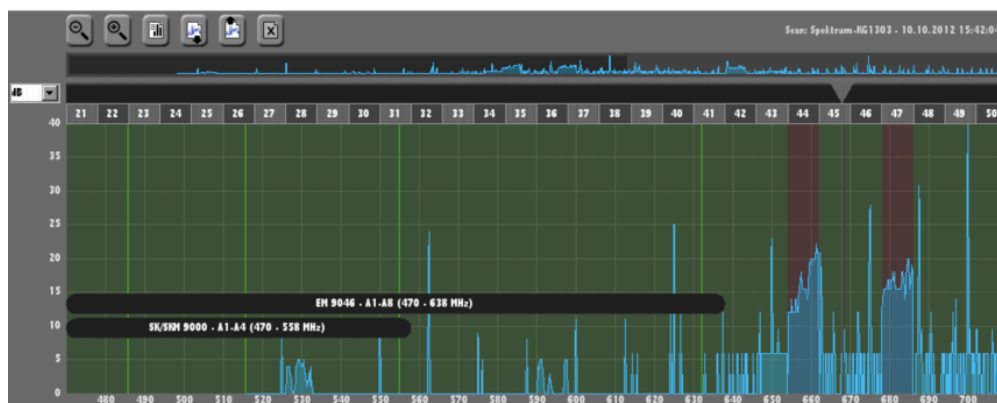 Scan: Spektrum-KG1303 - 10.10.2012 15:42:04
dB
21 22 23 24 25 26 27 28 29 30 31 32 33 34 35 36 37 38 39 40 41 42 43 44 45 46 47 48 49 50
40
35
30
25
20
15
EM 9046 - A1-A8 (470 - 638 MHz)
10
SK/SKM 9000 - A1-A4 (470 - 558 MHz)
5
0
480 490 500 510 520 530 540 550 560 570 580 590 600 610 620 630 640 650 660 670 680 690 700